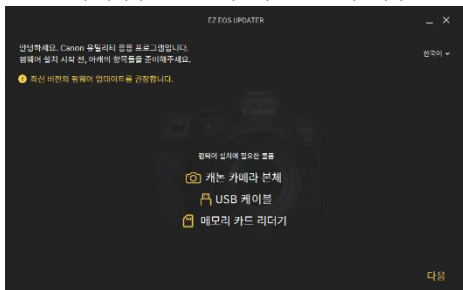 EZ EOS UPDATER
안녕하세요. Canon 유틸리티 응용 프로그램입니다.
펌웨어 설치 시작 전, 아래의 항목들을 준비해주세요.
한국어
최신 버전의 펌웨어 업데이트를 권장합니다.
펌웨어 설치에 필요한 물품
캐논 카메라 본체
USB 케이블
메모리 카드 리더기
다음